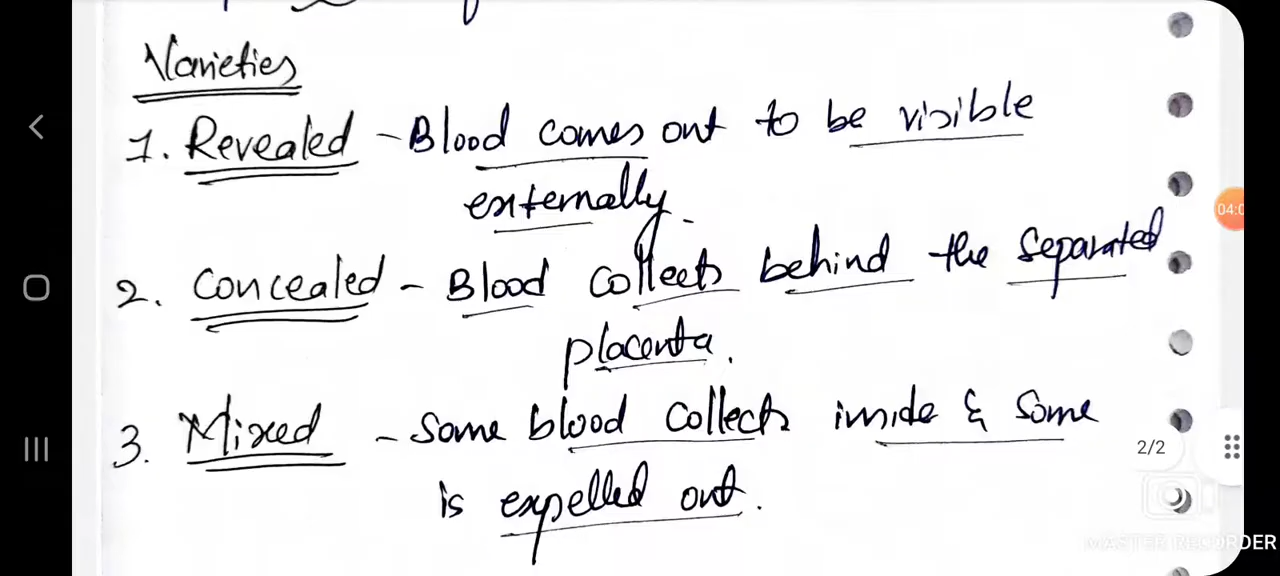 Varieties
1. Revealed - Blood comes out to be visible
externally.
2. Concealed - Blood collects behind the separated
placenta.
3. Mixed - Some blood collects inside & some
is expelled out.
04:0
2/2
MASTER RECORDER